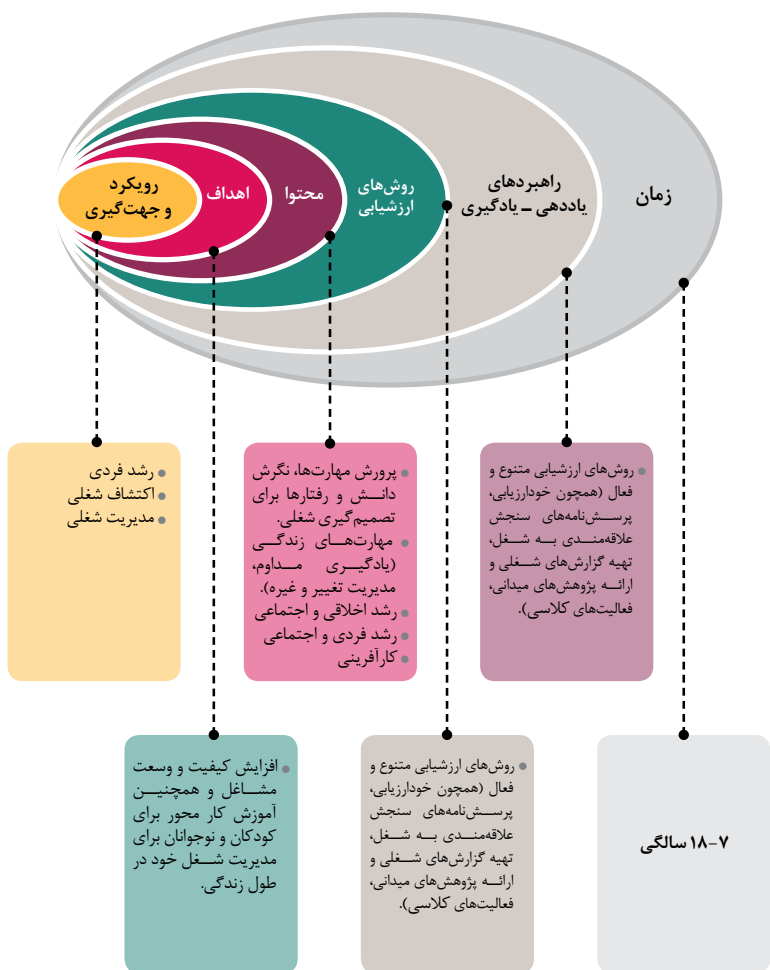 رویکرد
و جهت‌گیری
اهداف
محتوا
روش‌های
ارزشیابی
راهبردهای
یاددهی – یادگیری
زمان
● رشد فردی
● اکتشاف شغلی
● مدیریت شغلی
● پرورش مهارت‌ها، نگرش
دانش و رفتارها برای
تصمیم‌گیری شغلی.
● مهارت‌های زندگی
(یادگیری مداوم،
مدیریت تغییر و غیره).
● رشد اخلاقی و اجتماعی
● رشد فردی و اجتماعی
● کارآفرینی
● روش‌های ارزشیابی متنوع و
فعال (همچون خودارزیابی،
پرسش‌نامه‌های سنجش
علاقه‌مندی به شغل،
تهیه گزارش‌های شغلی و
ارائه پژوهش‌های میدانی،
فعالیت‌های کلاسی).
● افزایش کیفیت و وسعت
مشاغل و همچنین
آموزش کار محور برای
کودکان و نوجوانان برای
مدیریت شغل خود در
طول زندگی.
● روش‌های ارزشیابی متنوع و
فعال (همچون خودارزیابی،
پرسش‌نامه‌های سنجش
علاقه‌مندی به شغل،
تهیه گزارش‌های شغلی و
ارائه پژوهش‌های میدانی،
فعالیت‌های کلاسی).
۷-۱۸ سالگی